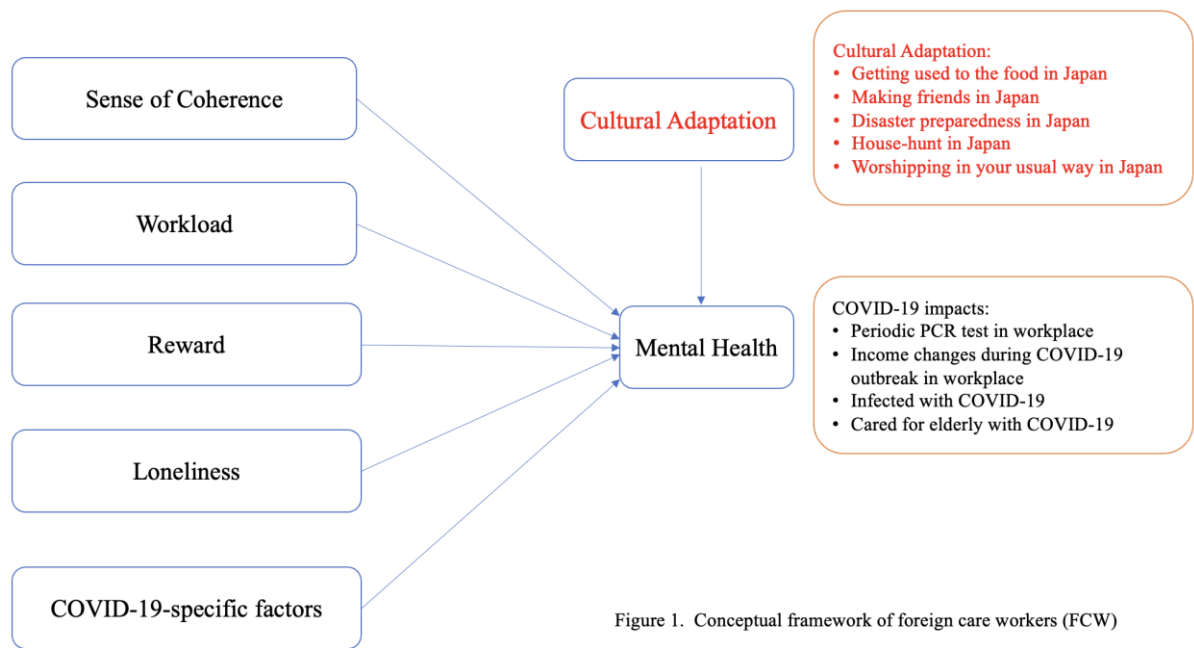 Sense of Coherence
Workload
Reward
Loneliness
COVID-19-specific factors
Cultural Adaptation
Mental Health
Cultural Adaptation:
• Getting used to the food in Japan
• Making friends in Japan
• Disaster preparedness in Japan
• House-hunt in Japan
• Worshipping in your usual way in Japan
COVID-19 impacts:
• Periodic PCR test in workplace
• Income changes during COVID-19
outbreak in workplace
• Infected with COVID-19
• Cared for elderly with COVID-19
Figure 1. Conceptual framework of foreign care workers (FCW)